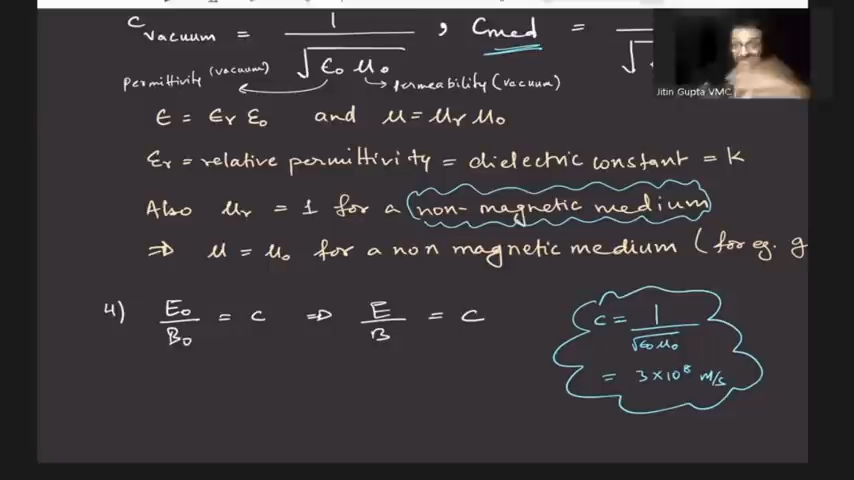 C vacuum = 1 / √ε₀ μ₀ , Cmed = / √
Jitin Gupta VMC
permittivity (vacuum) permeability (vacuum)
ε = εr ε₀ and μ = μr μ₀
εr = relative permittivity = dielectric constant = k
Also μr = 1 for a non-magnetic medium
⇒ μ = μ₀ for a non magnetic medium (for eg. g
4) E₀ / B₀ = c ⇒ E / B = c
c = 1 / √ε₀μ₀
= 3×10⁸ m/s